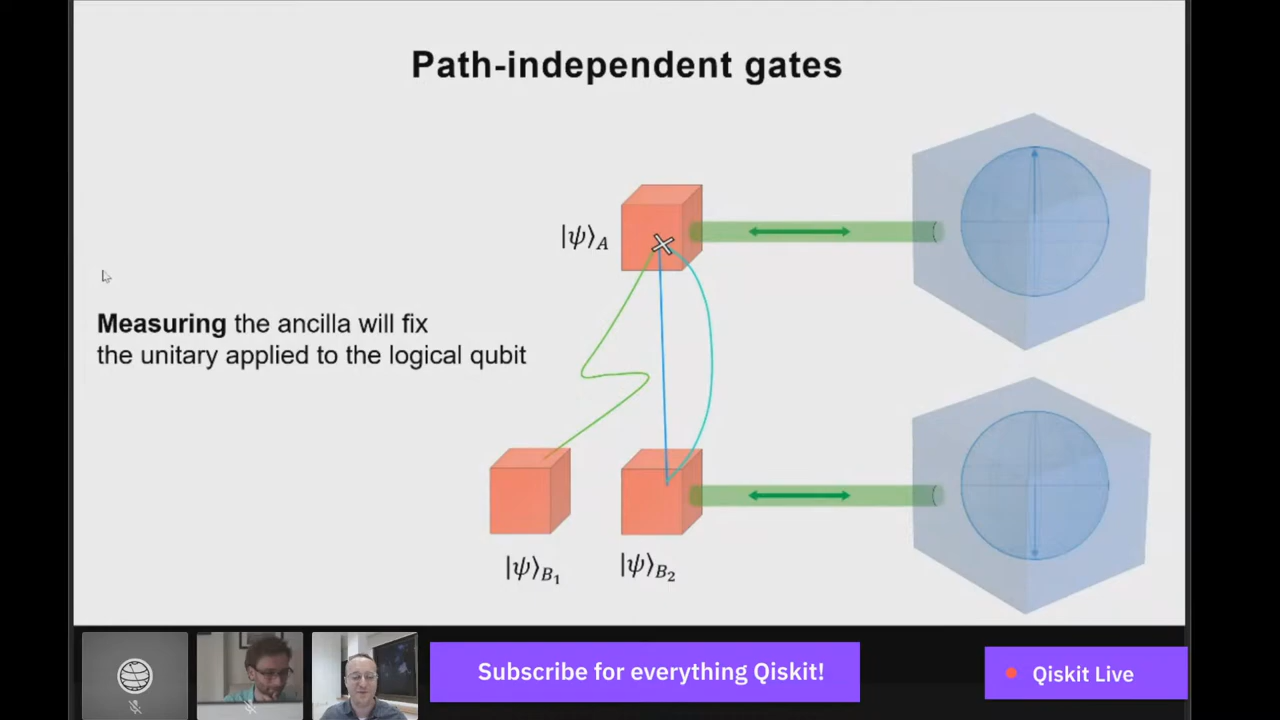 Path-independent gates
|ψ⟩A
Measuring the ancilla will fix
the unitary applied to the logical qubit
|ψ⟩B1
|ψ⟩B2
Subscribe for everything Qiskit!
Qiskit Live